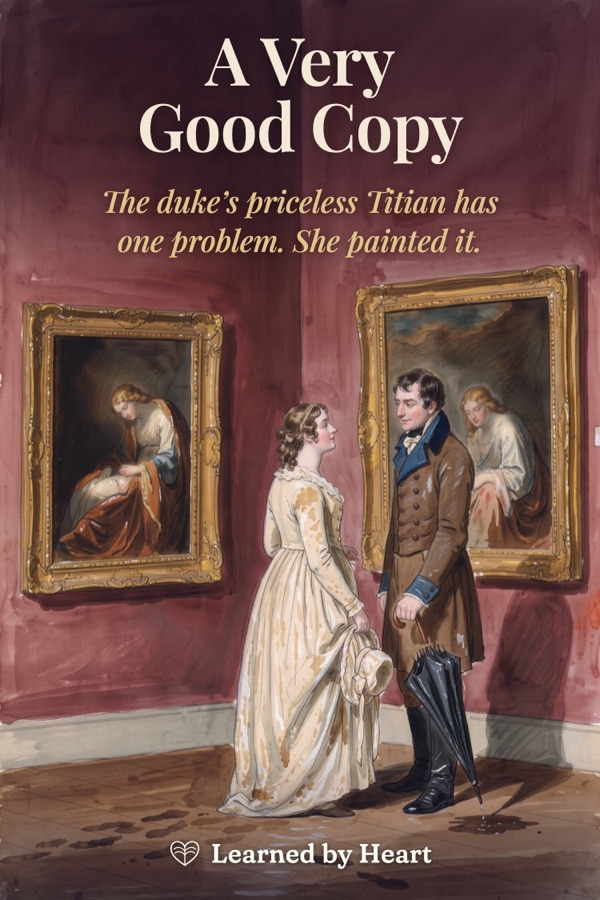 A Very
Good Copy
The duke’s priceless Titian has
one problem. She painted it.
Learned by Heart